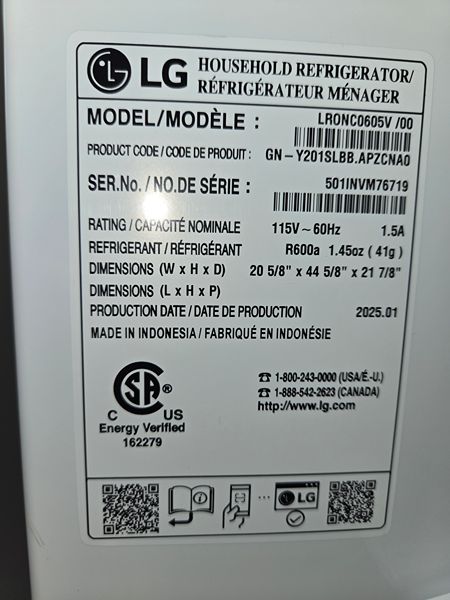 LG HOUSEHOLD REFRIGERATOR/
RÉFRIGÉRATEUR MÉNAGER
MODEL/MODÈLE : LRONC0605V /00
PRODUCT CODE / CODE DE PRODUIT : GN-Y201SLBB.APZCNA0
SER.No. / NO.DE SÉRIE : 501INVM76719
RATING / CAPACITÉ NOMINALE 115V ~ 60Hz 1.5A
REFRIGERANT / RÉFRIGÉRANT R600a 1.45oz ( 41g )
DIMENSIONS (W x H x D) 20 5/8" x 44 5/8" x 21 7/8"
DIMENSIONS (L x H x P)
PRODUCTION DATE / DATE DE PRODUCTION 2025.01
MADE IN INDONESIA / FABRIQUÉ EN INDONÉSIE
SA ®
C US
Energy Verified
162279
☎ 1-800-243-0000 (USA/É.-U.)
☎ 1-888-542-2623 (CANADA)
http://www.lg.com
LG